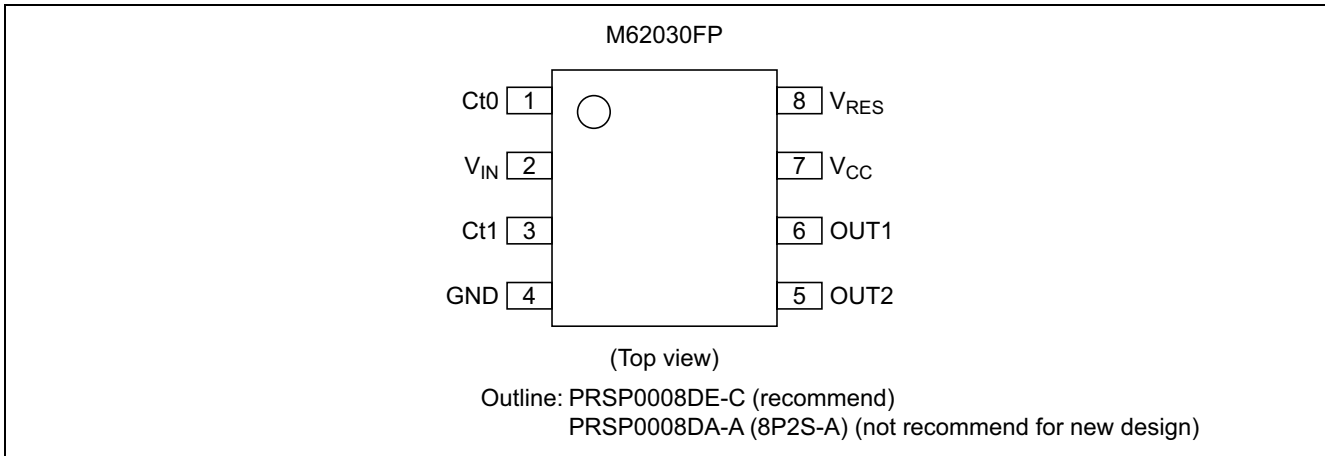 M62030FP
Ct0 1 8 VRES
VIN 2 7 VCC
Ct1 3 6 OUT1
GND 4 5 OUT2
(Top view)
Outline: PRSP0008DE-C (recommend)
PRSP0008DA-A (8P2S-A) (not recommend for new design)